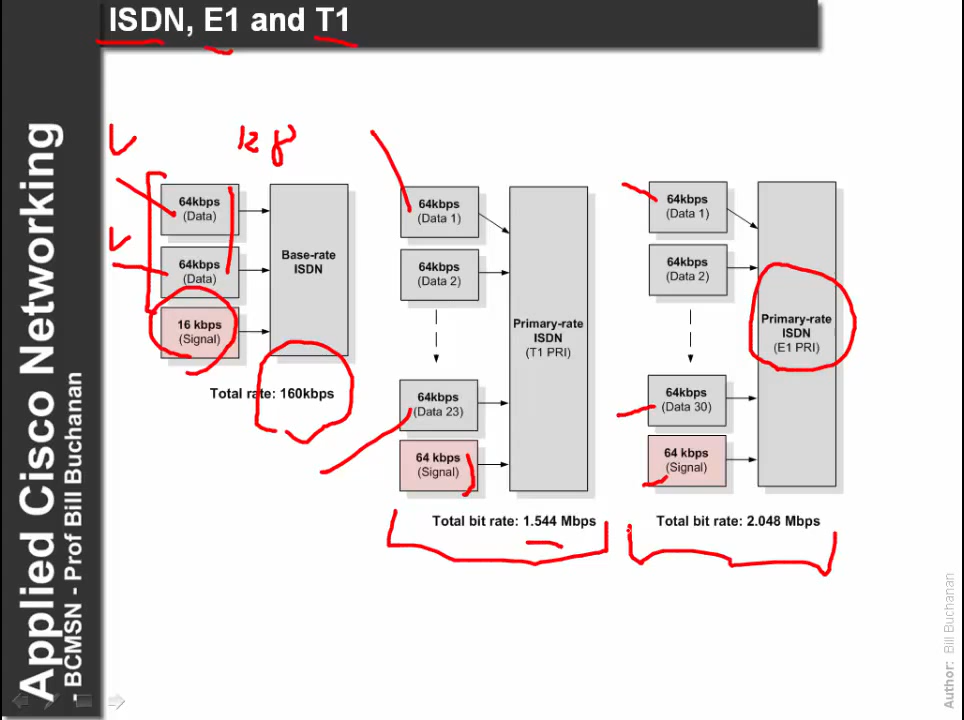 ISDN, E1 and T1
Applied Cisco Networking
- BCMSN - Prof Bill Buchanan
64kbps
(Data)
64kbps
(Data)
16 kbps
(Signal)
Base-rate
ISDN
Total rate: 160kbps
64kbps
(Data 1)
64kbps
(Data 2)
64kbps
(Data 23)
64 kbps
(Signal)
Primary-rate
ISDN
(T1 PRI)
Total bit rate: 1.544 Mbps
64kbps
(Data 1)
64kbps
(Data 2)
64kbps
(Data 30)
64 kbps
(Signal)
Primary-rate
ISDN
(E1 PRI)
Total bit rate: 2.048 Mbps
Author: Bill Buchanan